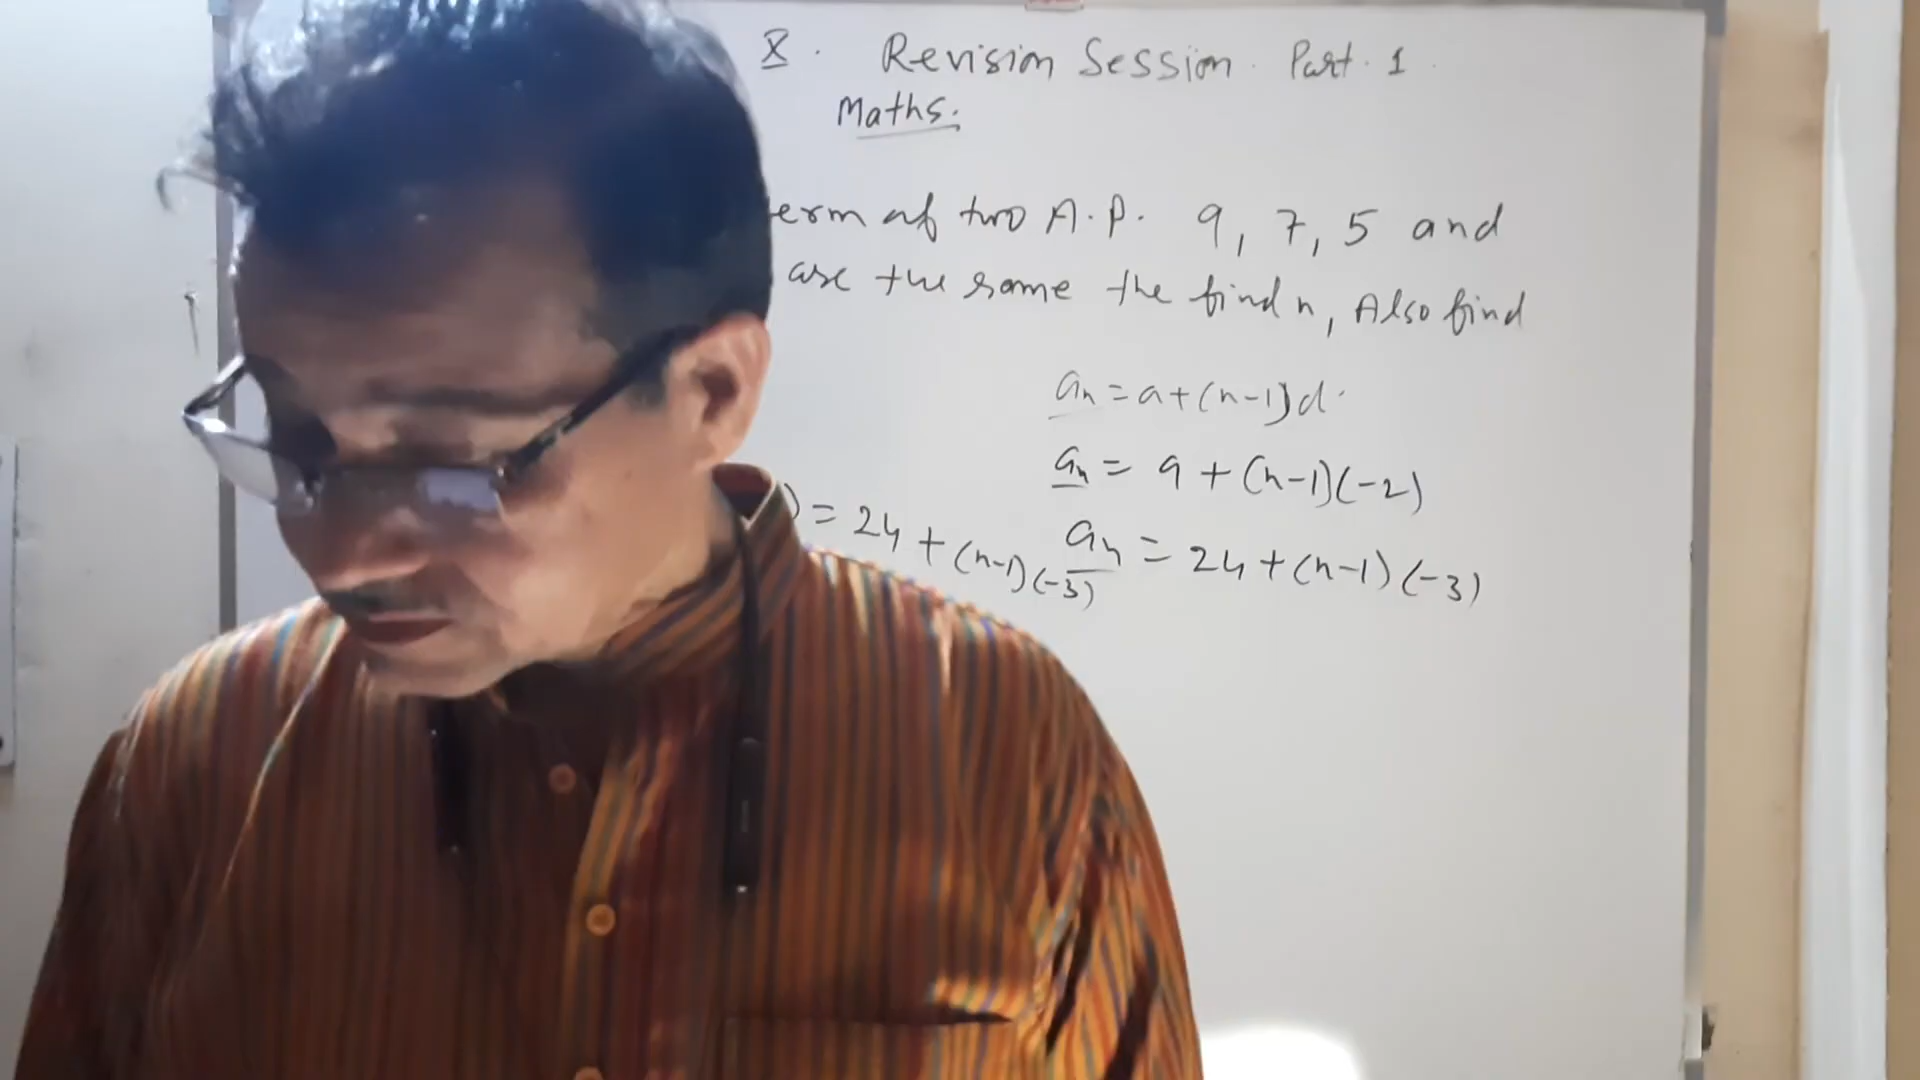 X. Revision Session. Part. 1.
Maths.
erm of two A.P. 9, 7, 5 and
are the same the find n, Also find
an = a+(n-1)d.
an = 9 + (n-1)(-2)
) = 24 + (n-1)(-3)
an = 24 + (n-1)(-3)